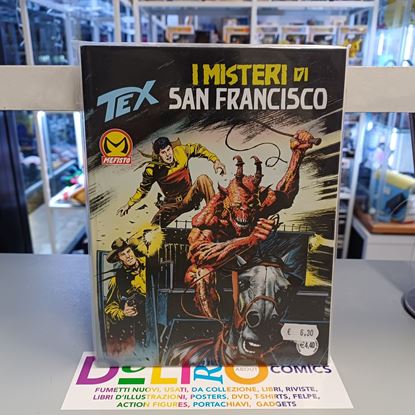 I MISTERI DI
SAN FRANCISCO
TEX
MEFISTO
€ 6,30
€ 4,40
ABOUT
COMICS
FUMETTI NUOVI, USATI, DA COLLEZIONE, LIBRI, RIVISTE,
LIBRI D'ILLUSTRAZIONI, POSTERS, DVD, T-SHIRTS, FELPE,
ACTION FIGURES, PORTACHIAVI, GADGETS